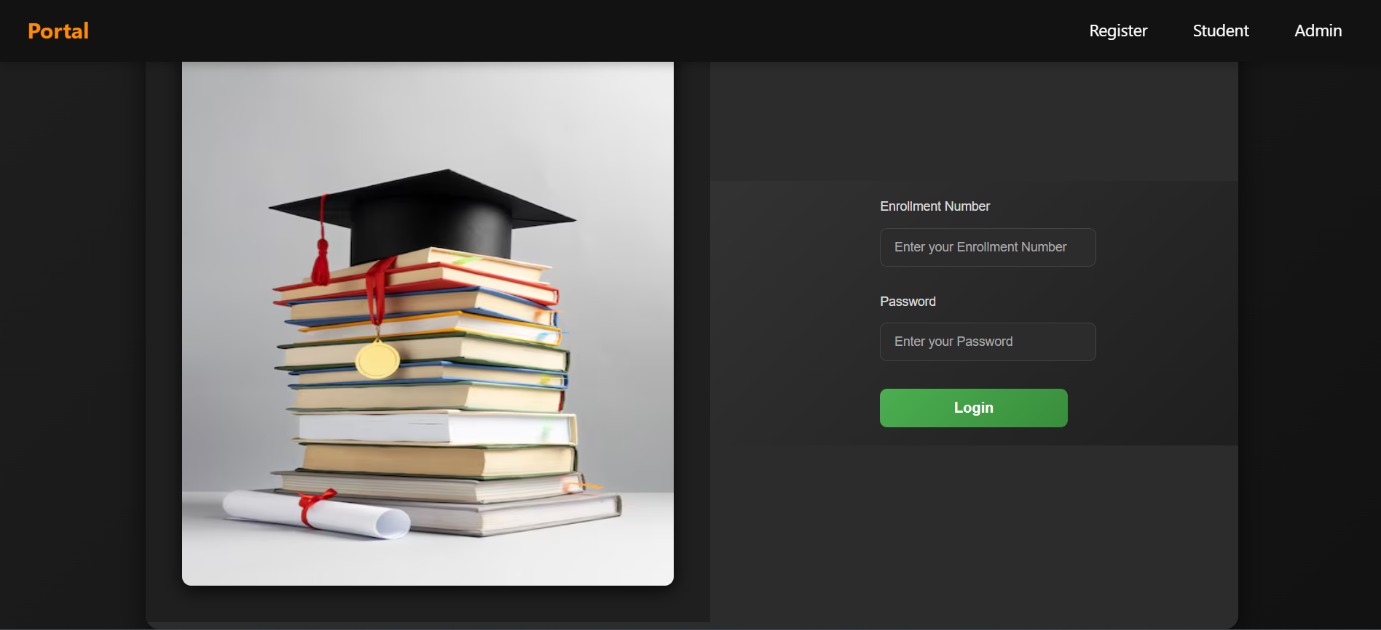 Portal
Register Student Admin
Enrollment Number
Enter your Enrollment Number
Password
Enter your Password
Login